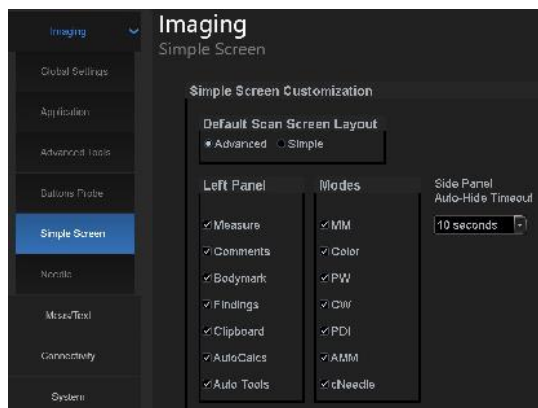 Imaging
Global Settings
Application
Advanced Tools
Buttons Probe
Simple Screen
Needle
Meas/Text
Connectivity
System
Imaging
Simple Screen
Simple Screen Customization
Default Scan Screen Layout
Advanced Simple
Left Panel
Measure
Comments
Bodymark
Findings
Clipboard
AutoCalcs
Auto Tools
Modes
MM
Color
PW
CW
PDI
AMM
cNeedle
Side Panel
Auto-Hide Timeout
10 seconds